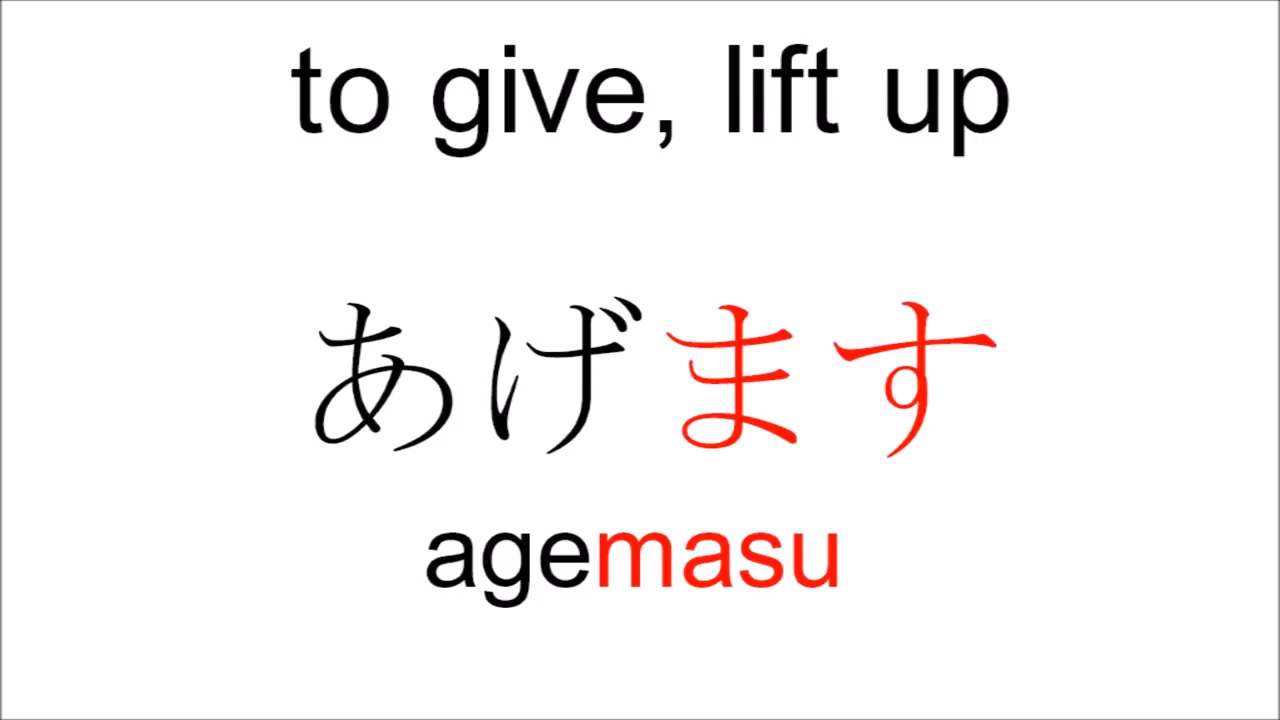 to give, lift up
あげます
agemasu